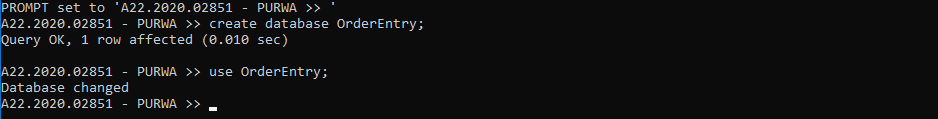 PROMPT set to 'A22.2020.02851 - PURWA >> '
A22.2020.02851 - PURWA >> create database OrderEntry;
Query OK, 1 row affected (0.010 sec)
A22.2020.02851 - PURWA >> use OrderEntry;
Database changed
A22.2020.02851 - PURWA >>